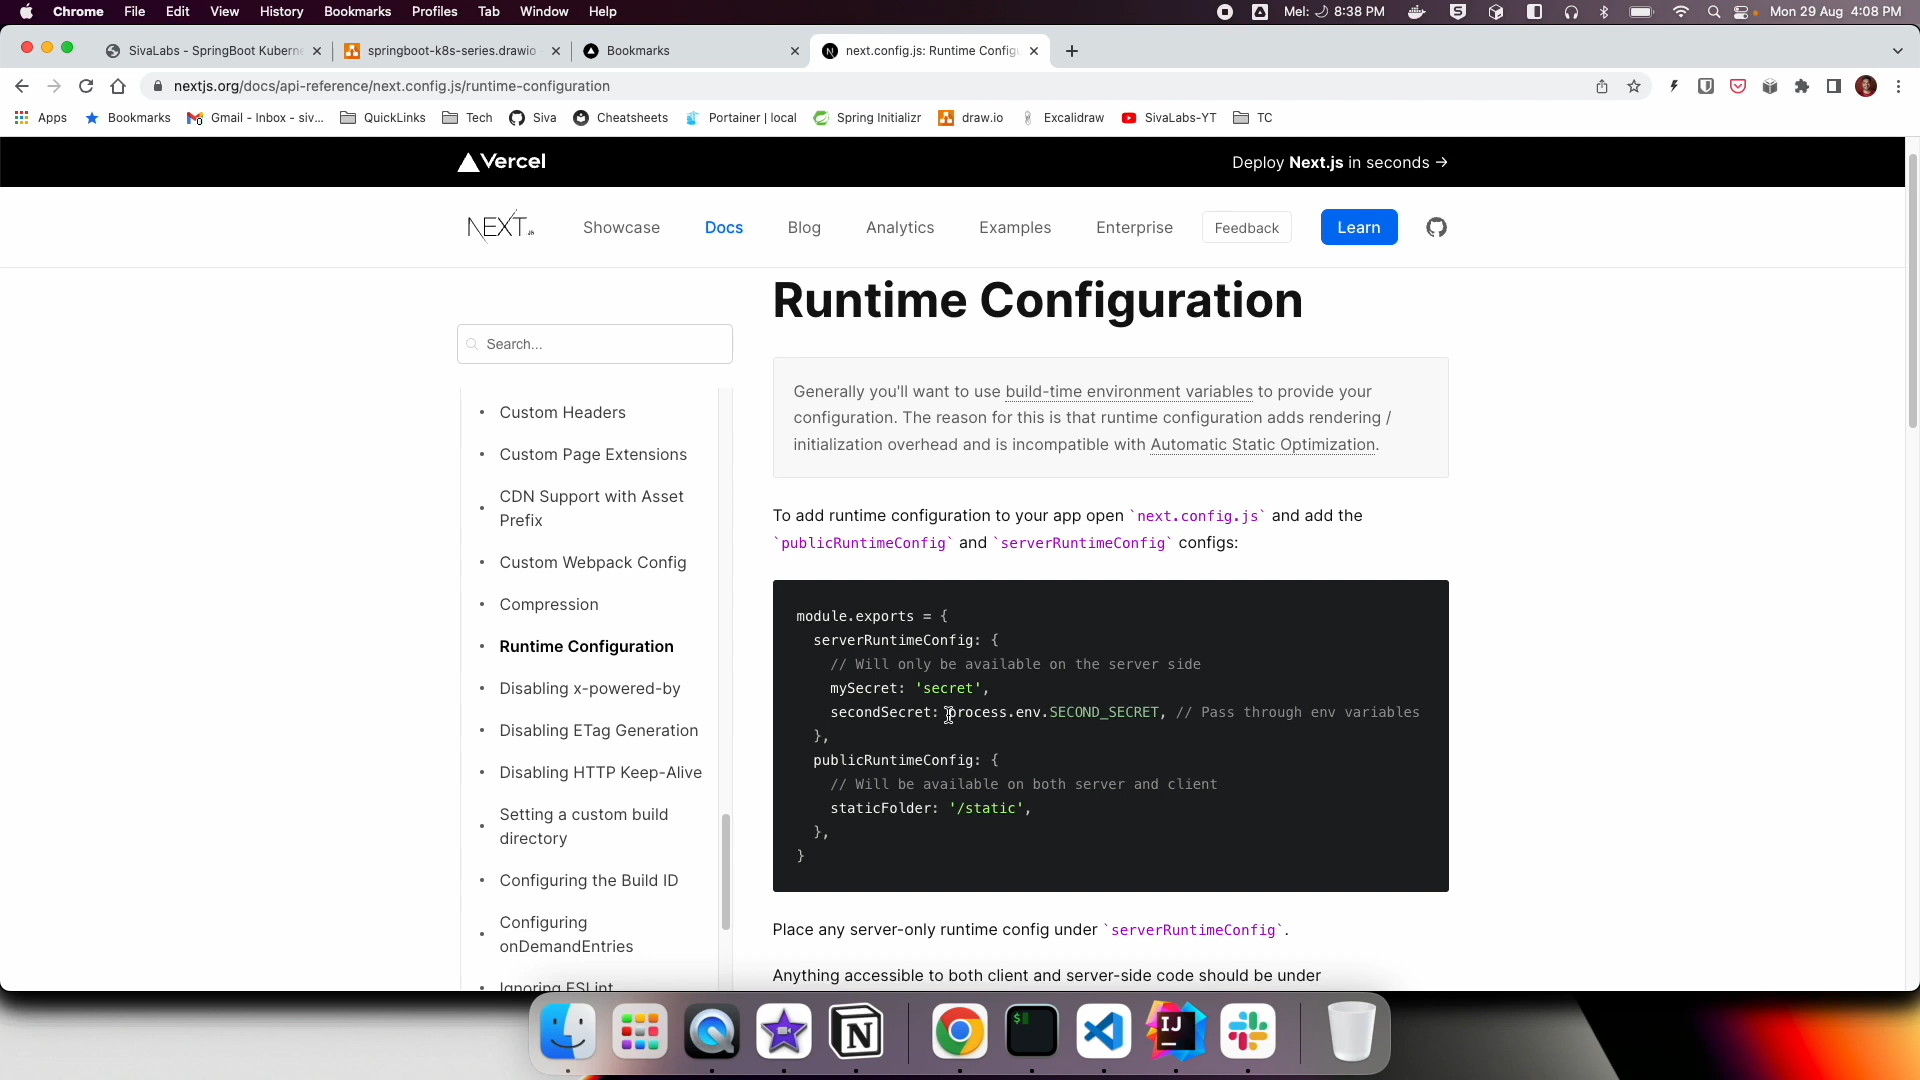 Chrome File Edit View History Bookmarks Profiles Tab Window Help
Mel: 8:38 PM
Mon 29 Aug 4:08 PM
SivaLabs - SpringBoot Kuberne
springboot-k8s-series.drawio
Bookmarks
next.config.js: Runtime Configu
nextjs.org/docs/api-reference/next.config.js/runtime-configuration
Apps Bookmarks Gmail - Inbox - siv... QuickLinks Tech Siva Cheatsheets Portainer | local Spring Initializr draw.io Excalidraw SivaLabs-YT TC
Vercel
Deploy Next.js in seconds →
NEXT.JS Showcase Docs Blog Analytics Examples Enterprise Feedback Learn
Search...
Custom Headers
Custom Page Extensions
CDN Support with Asset
Prefix
Custom Webpack Config
Compression
Runtime Configuration
Disabling x-powered-by
Disabling ETag Generation
Disabling HTTP Keep-Alive
Setting a custom build
directory
Configuring the Build ID
Configuring
onDemandEntries
Ignoring ESLint
Runtime Configuration
Generally you'll want to use build-time environment variables to provide your
configuration. The reason for this is that runtime configuration adds rendering /
initialization overhead and is incompatible with Automatic Static Optimization.
To add runtime configuration to your app open `next.config.js` and add the
`publicRuntimeConfig` and `serverRuntimeConfig` configs:
module.exports = {
serverRuntimeConfig: {
// Will only be available on the server side
mySecret: 'secret',
secondSecret: process.env.SECOND_SECRET, // Pass through env variables
},
publicRuntimeConfig: {
// Will be available on both server and client
staticFolder: '/static',
},
}
Place any server-only runtime config under `serverRuntimeConfig`.
Anything accessible to both client and server-side code should be under